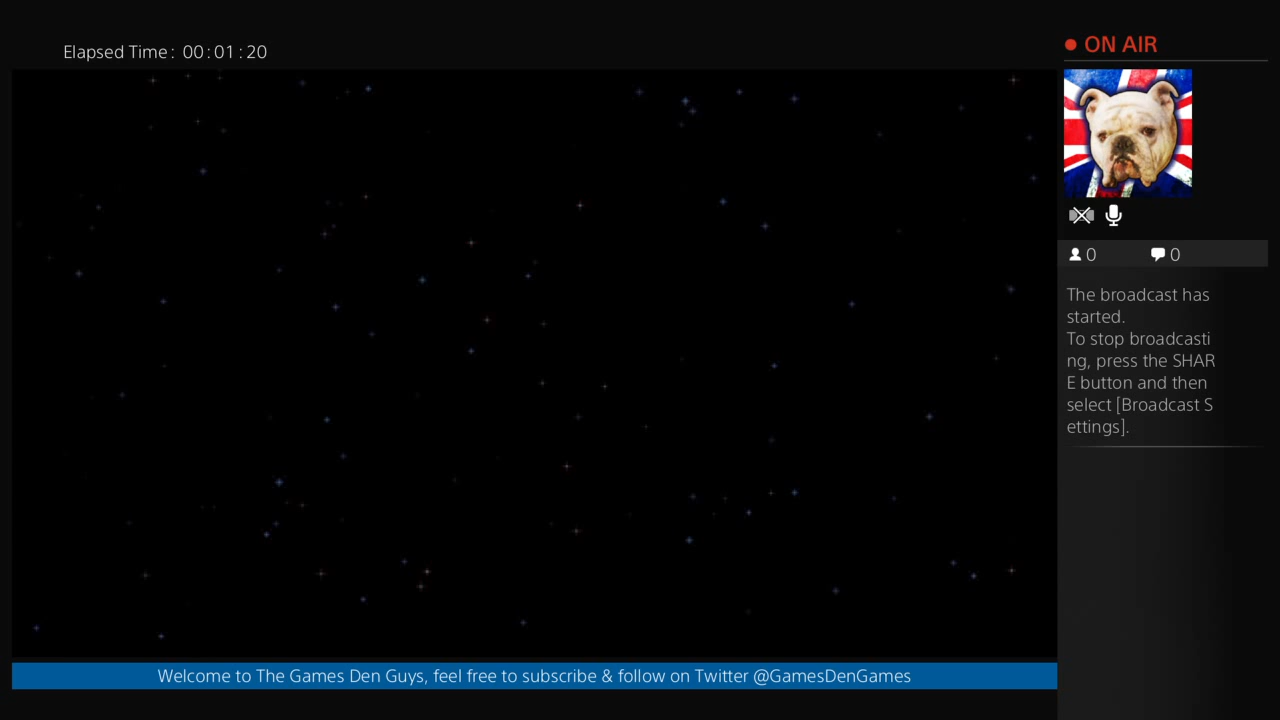 Elapsed Time: 00:01:20
ON AIR
0 0
The broadcast has
started.
To stop broadcasti
ng, press the SHAR
E button and then
select [Broadcast S
ettings].
Welcome to The Games Den Guys, feel free to subscribe & follow on Twitter @GamesDenGames